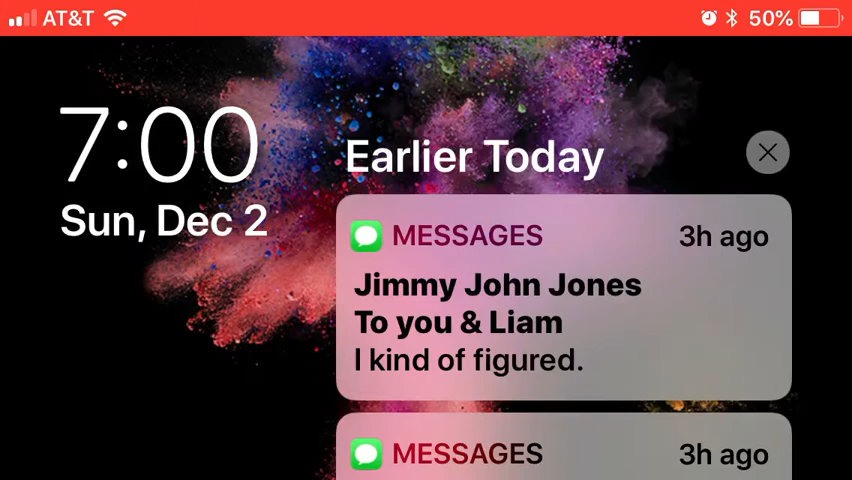 AT&T 50%
7:00
Sun, Dec 2
Earlier Today
MESSAGES 3h ago
Jimmy John Jones
To you & Liam
I kind of figured.
MESSAGES 3h ago